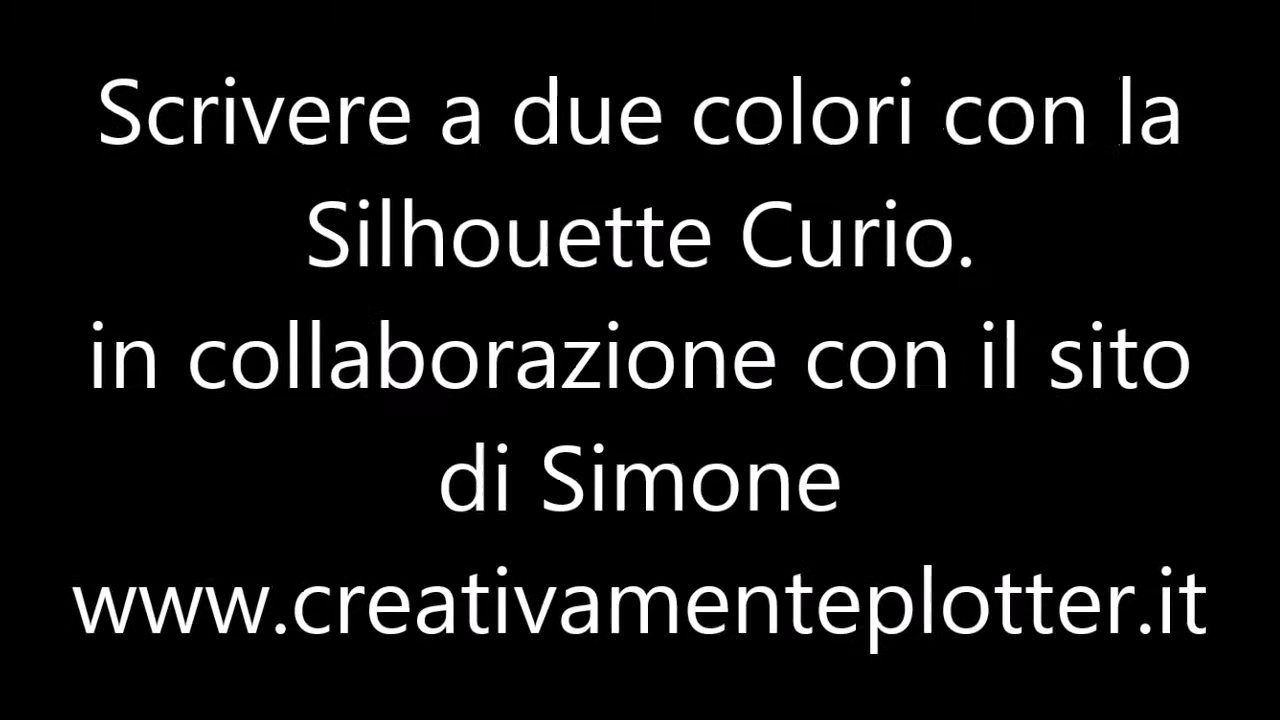 Scrivere a due colori con la
Silhouette Curio.
in collaborazione con il sito
di Simone
www.creativamenteplotter.it